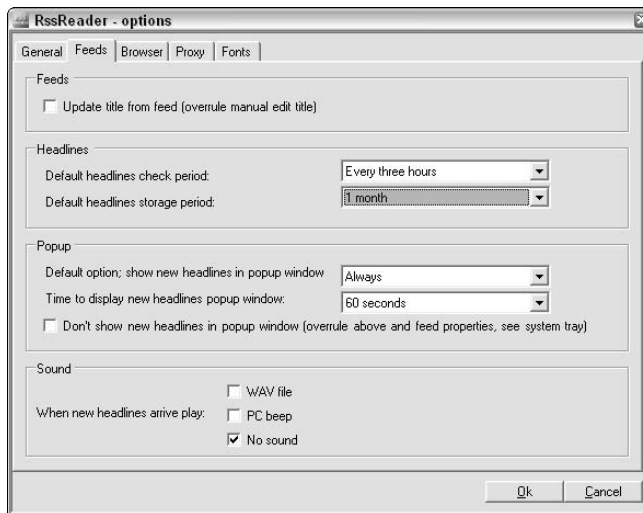 RssReader - options
General Feeds Browser Proxy Fonts
Feeds
Update title from feed (overrule manual edit title)
Headlines
Default headlines check period: Every three hours
Default headlines storage period: 1 month
Popup
Default option; show new headlines in popup window Always
Time to display new headlines popup window: 60 seconds
Don't show new headlines in popup window (overrule above and feed properties, see system tray)
Sound
WAV file
When new headlines arrive play: PC beep
No sound
Ok Cancel